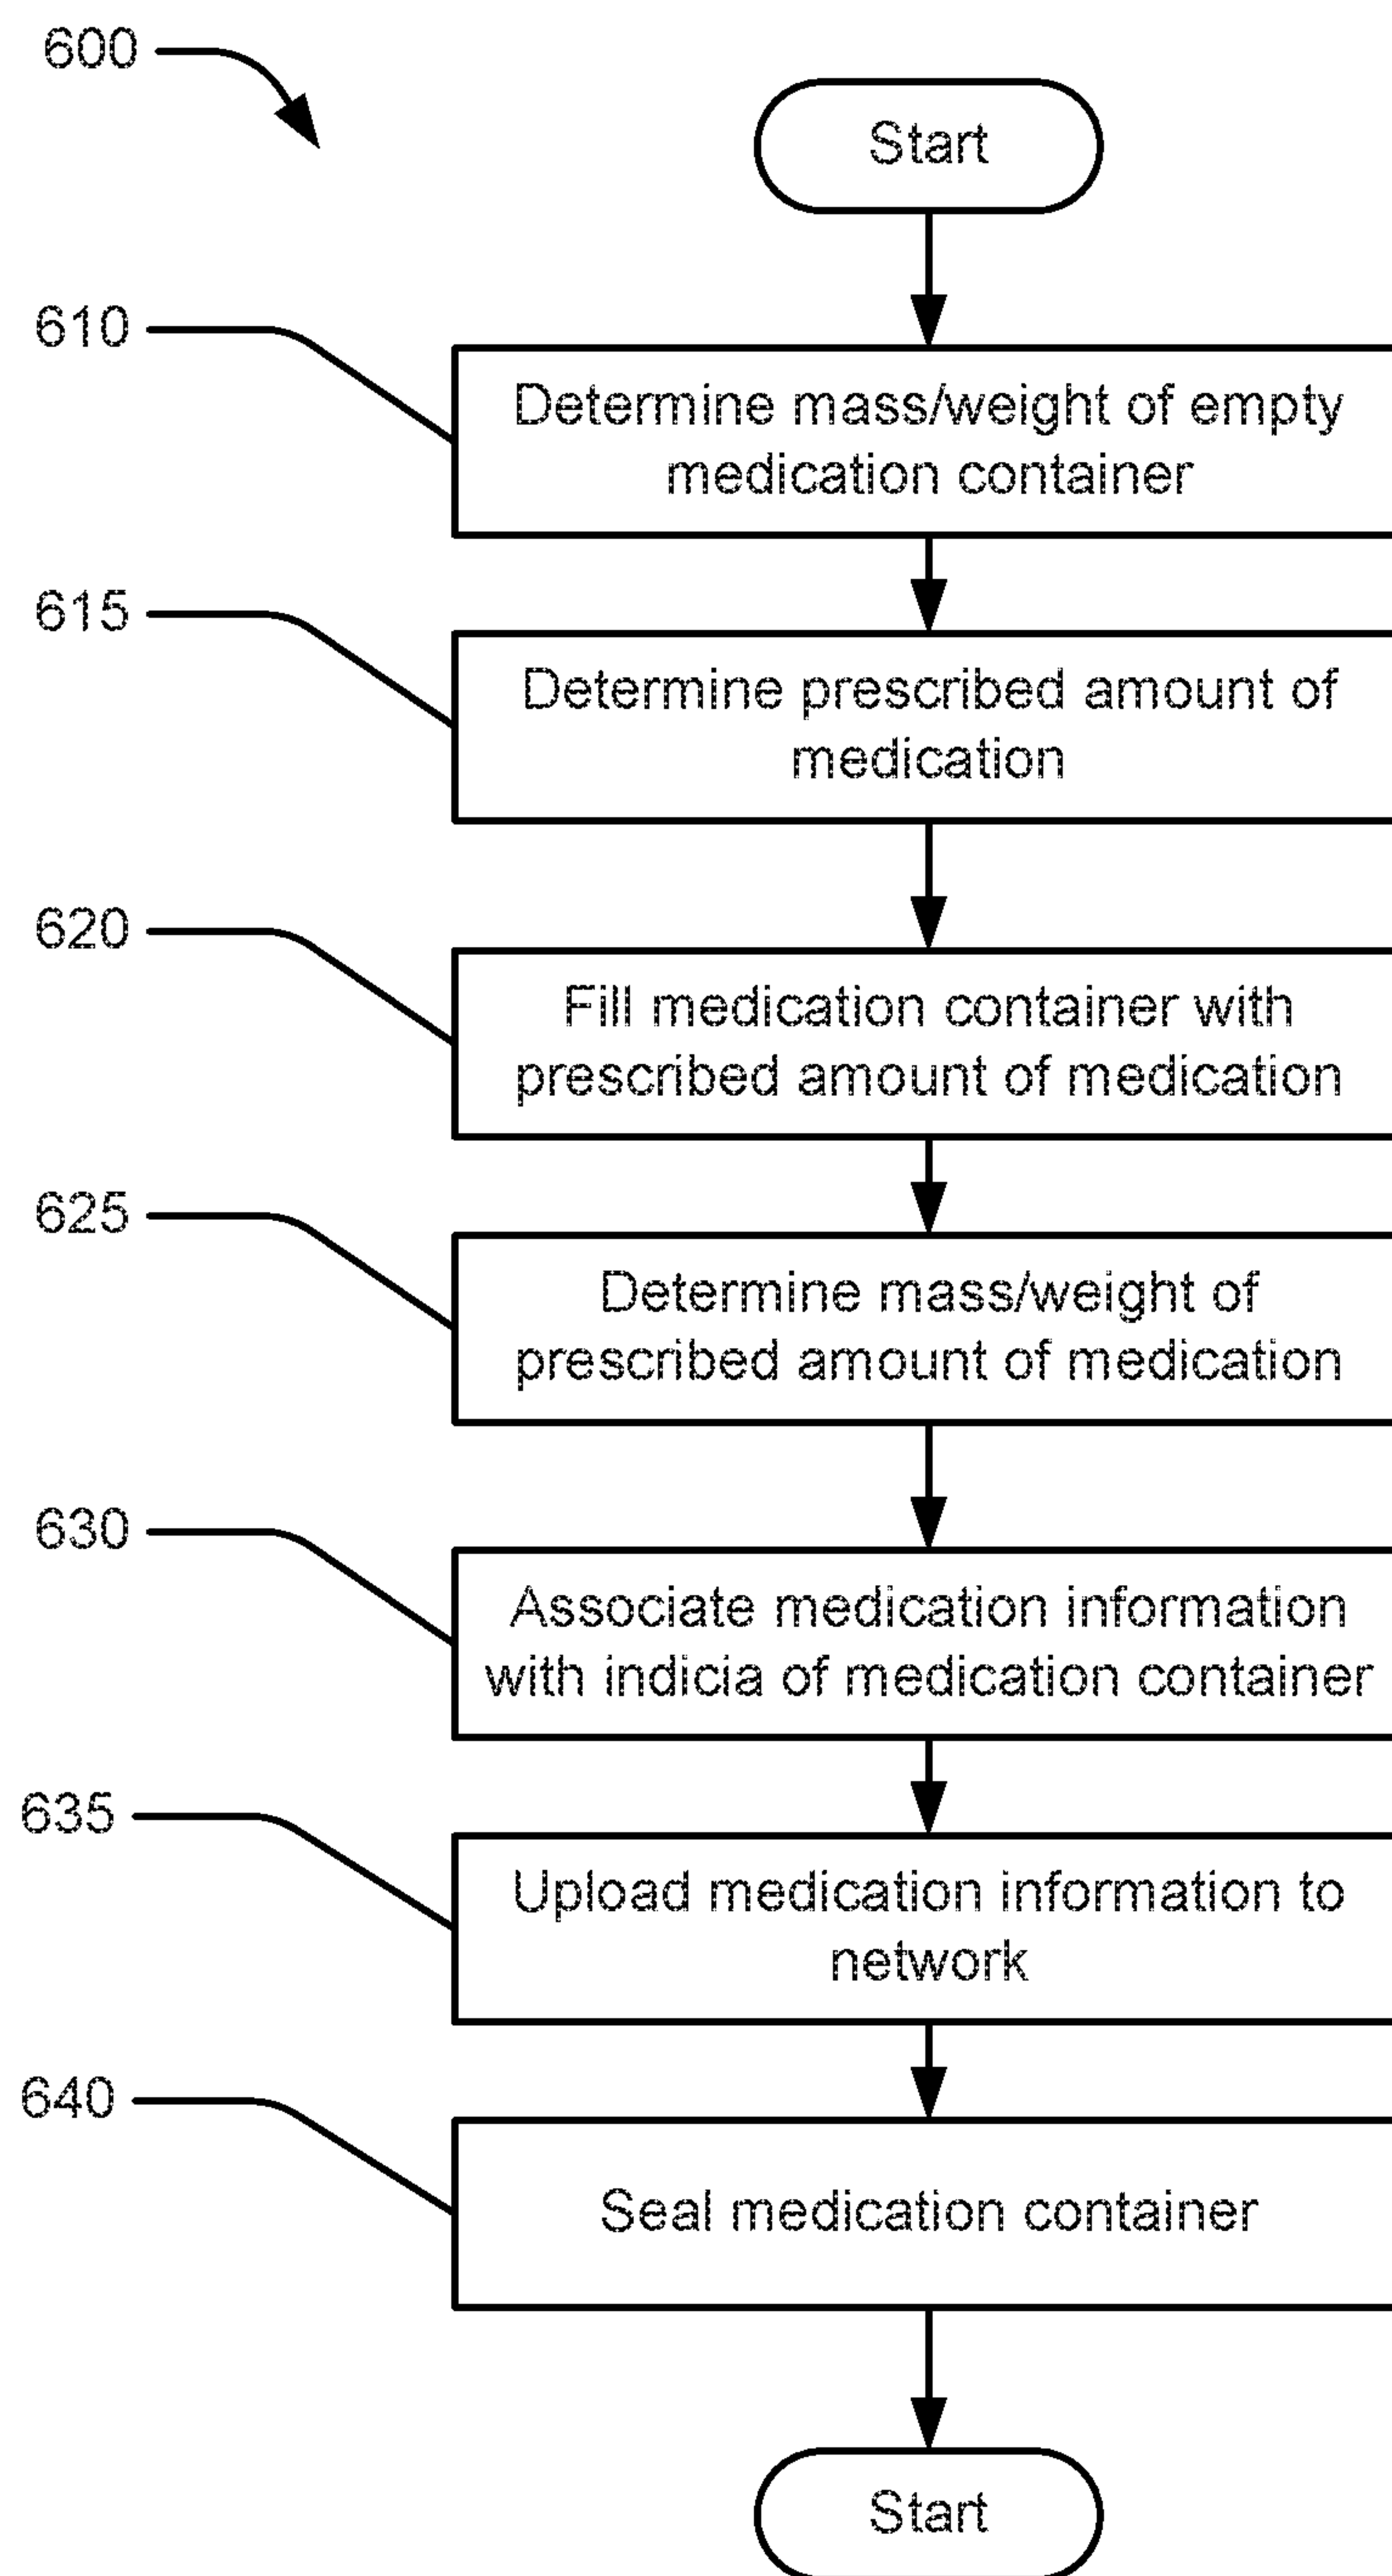 600
Start
610
Determine mass/weight of empty
medication container
615
Determine prescribed amount of
medication
620
Fill medication container with
prescribed amount of medication
625
Determine mass/weight of
prescribed amount of medication
630
Associate medication information
with indicia of medication container
635
Upload medication information to
network
640
Seal medication container
Start